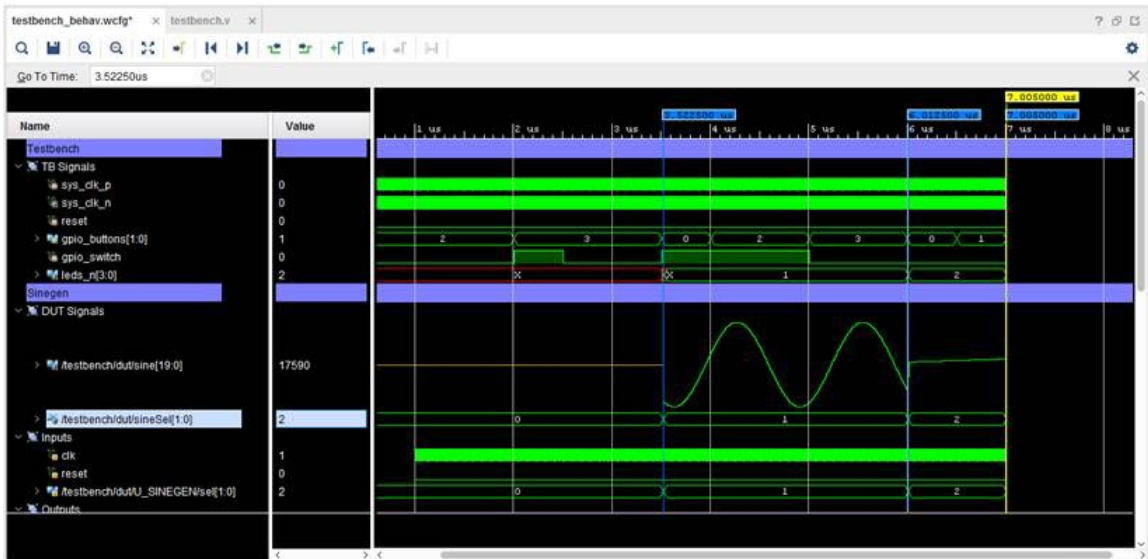 testbench_behav.wcfg* × testbench.v ×
Go To Time: 3.52250us
7.005000 us
3.522500 us 6.012500 us 7.005000 us
Name Value 1 us 2 us 3 us 4 us 5 us 6 us 7 us 8 us
Testbench
TB Signals
sys_clk_p 0
sys_clk_n 0
reset 0
gpio_buttons[1:0] 1 2 3 0 2 3 0 1
gpio_switch 0
leds_n[3:0] 2 X X 1 2
Sinegen
DUT Signals
/testbench/dut/sine[19:0] 17590
/testbench/dut/sineSel[1:0] 2 0 1 2
Inputs
clk 1
reset 0
/testbench/dut/U_SINEGEN/sel[1:0] 2 0 1 2
Outputs